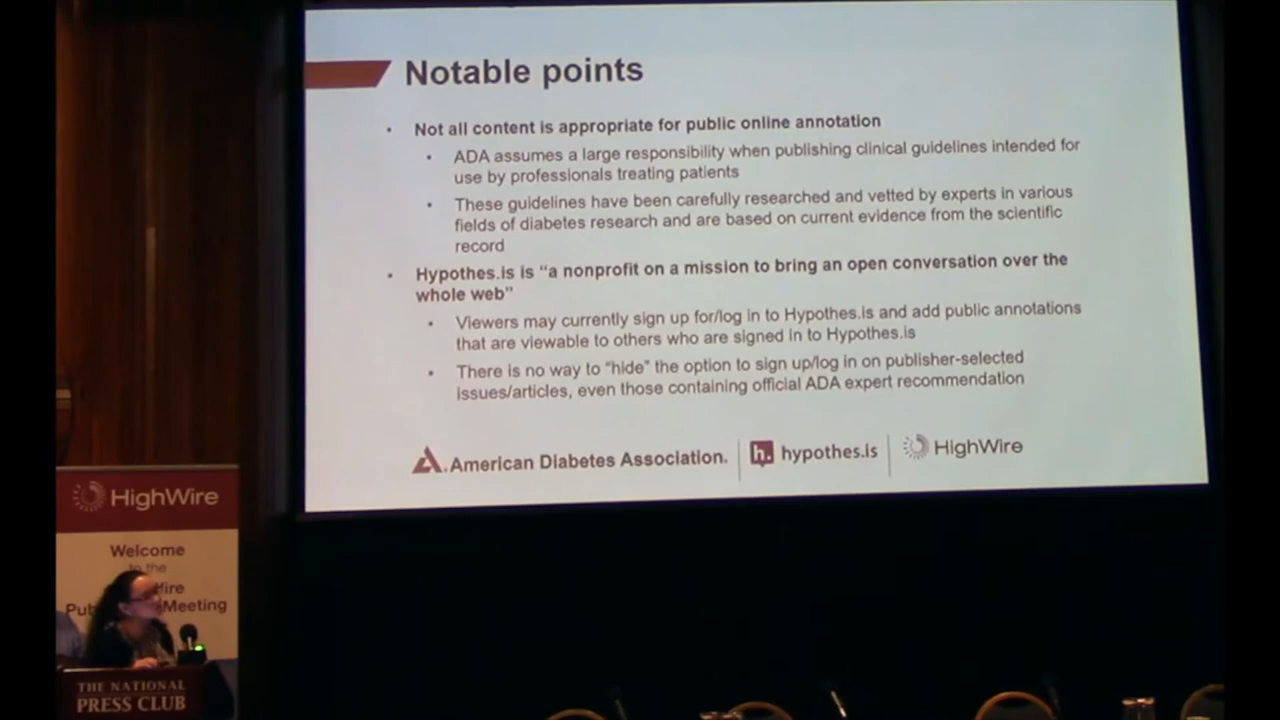 Notable points
• Not all content is appropriate for public online annotation
• ADA assumes a large responsibility when publishing clinical guidelines intended for
use by professionals treating patients
• These guidelines have been carefully researched and vetted by experts in various
fields of diabetes research and are based on current evidence from the scientific
record
• Hypothes.is is “a nonprofit on a mission to bring an open conversation over the
whole web”
• Viewers may currently sign up for/log in to Hypothes.is and add public annotations
that are viewable to others who are signed in to Hypothes.is
• There is no way to “hide” the option to sign up/log in on publisher-selected
issues/articles, even those containing official ADA expert recommendation
American Diabetes Association.
h. hypothes.is
HighWire
HighWire
Welcome
to the
Meeting
THE NATIONAL
PRESS CLUB